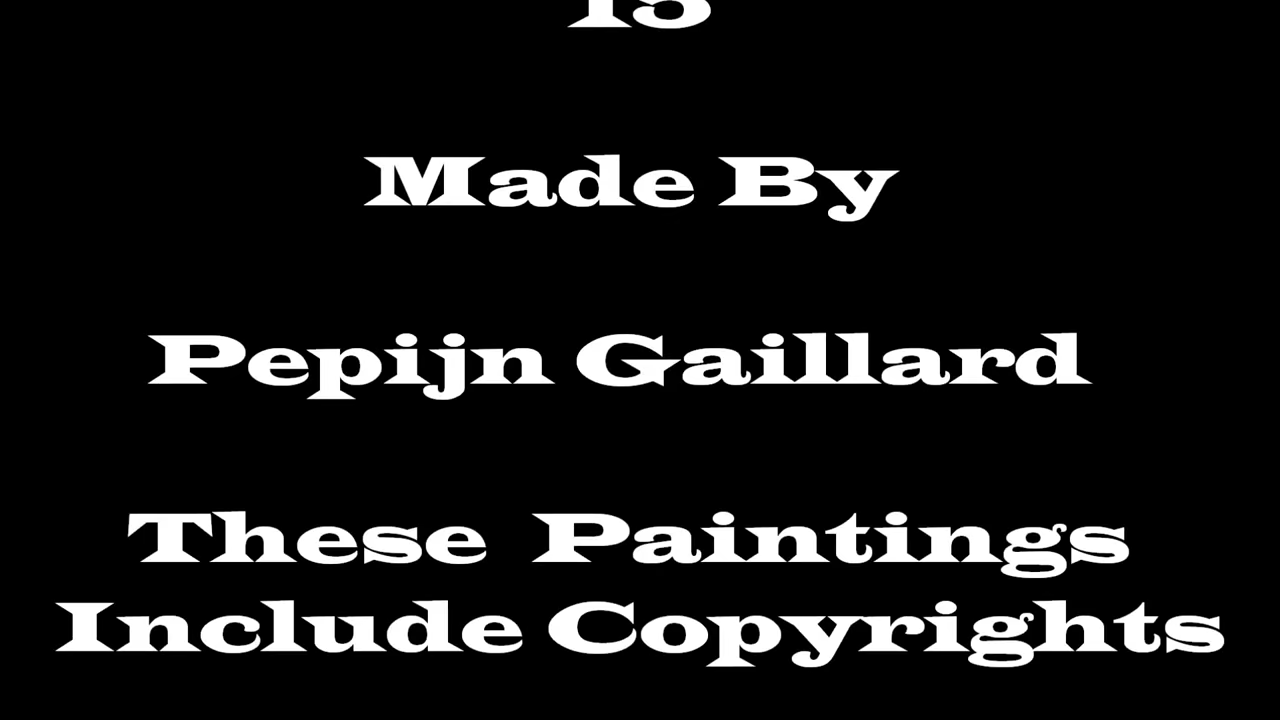 Made By
Pepijn Gaillard
These Paintings
Include Copyrights